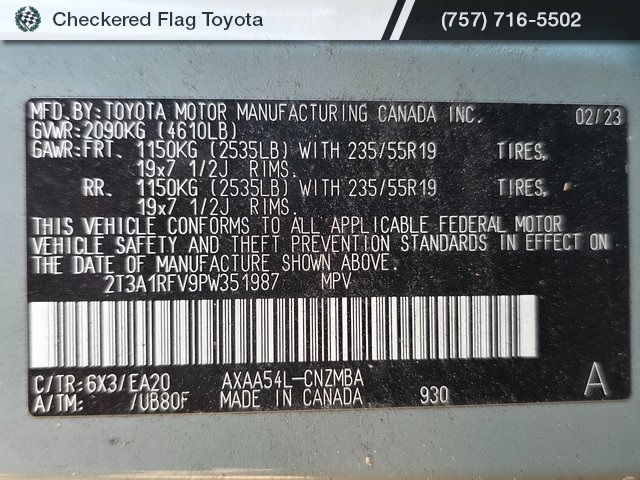 Checkered Flag Toyota
(757) 716-5502
MFD.BY:TOYOTA MOTOR MANUFACTURING CANADA INC. 02/23
GVWR:2090KG (4610LB)
GAWR:FRT. 1150KG (2535LB) WITH 235/55R19 TIRES,
19x7 1/2J RIMS.
RR. 1150KG (2535LB) WITH 235/55R19 TIRES,
19x7 1/2J RIMS.
THIS VEHICLE CONFORMS TO ALL APPLICABLE FEDERAL MOTOR
VEHICLE SAFETY AND THEFT PREVENTION STANDARDS IN EFFECT ON
THE DATE OF MANUFACTURE SHOWN ABOVE.
2T3A1RFV9PW351987 MPV
C/TR:6X3/EA20 AXAA54L-CNZMBA A
A/TM: /UB80F MADE IN CANADA 930